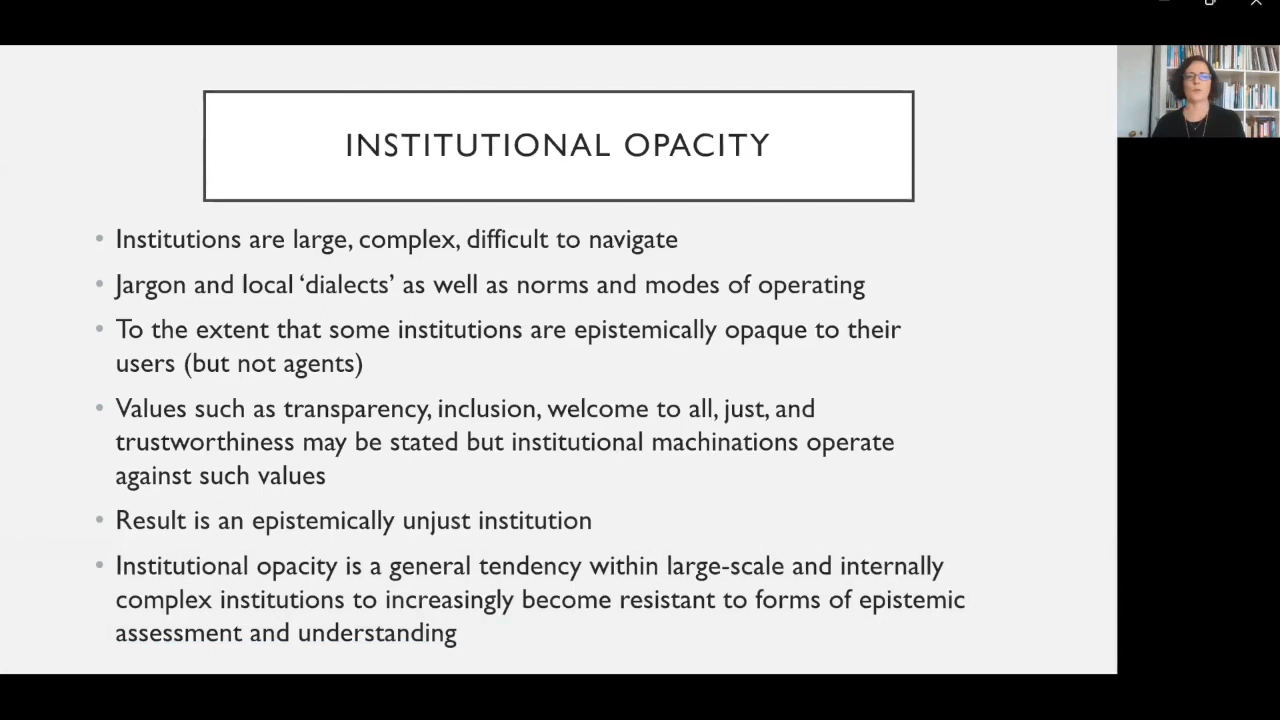 INSTITUTIONAL OPACITY
• Institutions are large, complex, difficult to navigate
• Jargon and local ‘dialects’ as well as norms and modes of operating
• To the extent that some institutions are epistemically opaque to their
users (but not agents)
• Values such as transparency, inclusion, welcome to all, just, and
trustworthiness may be stated but institutional machinations operate
against such values
• Result is an epistemically unjust institution
• Institutional opacity is a general tendency within large-scale and internally
complex institutions to increasingly become resistant to forms of epistemic
assessment and understanding